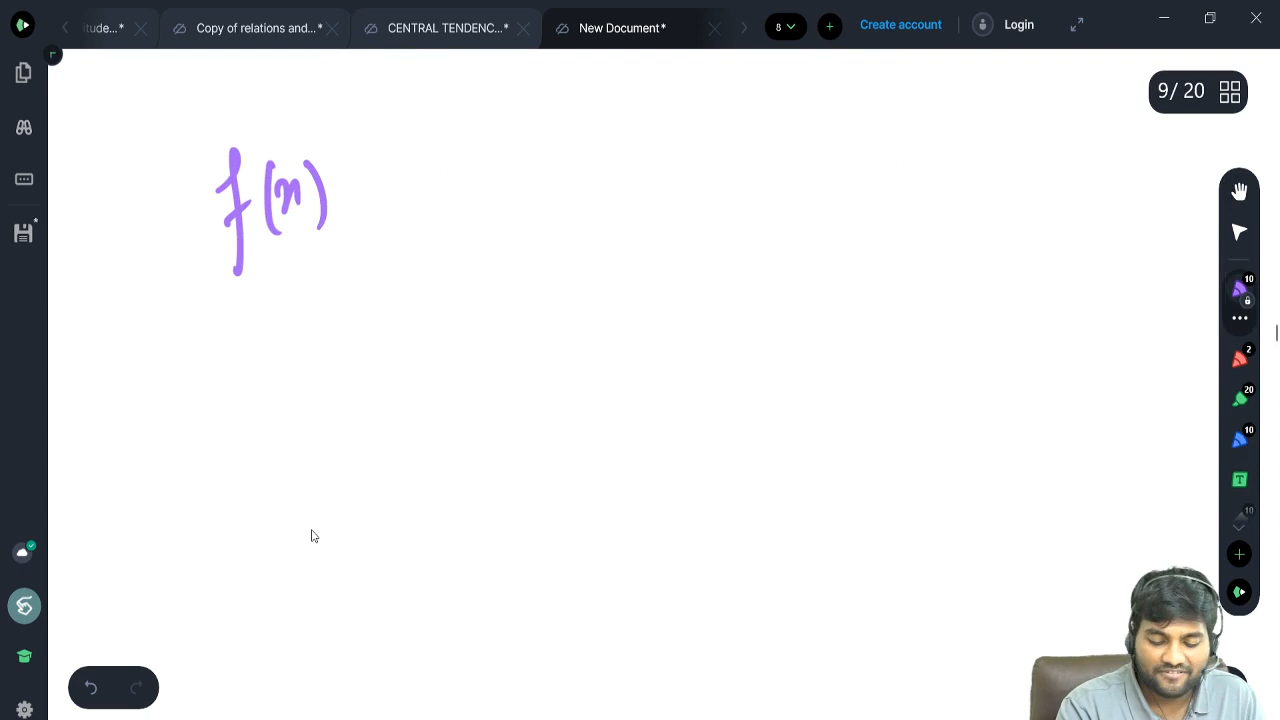 itude...*
Copy of relations and...*
CENTRAL TENDENC...*
New Document*
8
Create account
Login
9/ 20
f(x)
10
2
20
10
T
10